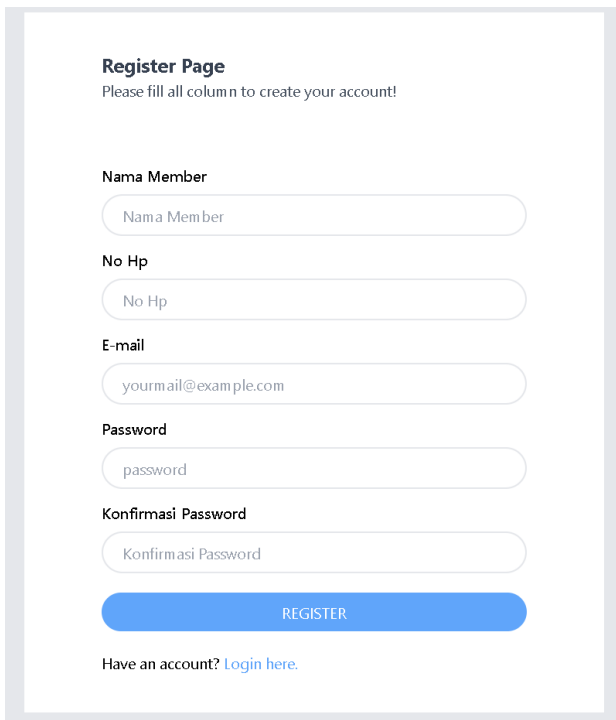 Register Page
Please fill all column to create your account!
Nama Member
Nama Member
No Hp
No Hp
E-mail
yourmail@example.com
Password
password
Konfirmasi Password
Konfirmasi Password
REGISTER
Have an account? Login here.